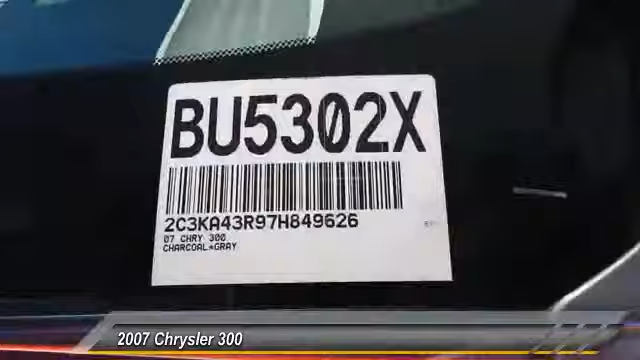 BU5302X
2C3KA43R97H849626
07 CHRY 300
CHARCOAL*GRAY
2007 Chrysler 300